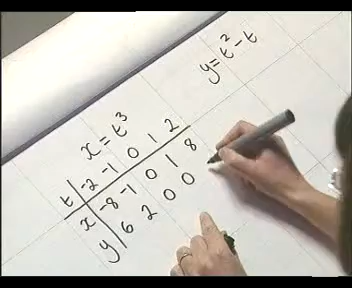 x = t³
y = t² - t
t | -2 -1 0 1 2
x | -8 -1 0 1 8
y | 6 2 0 0